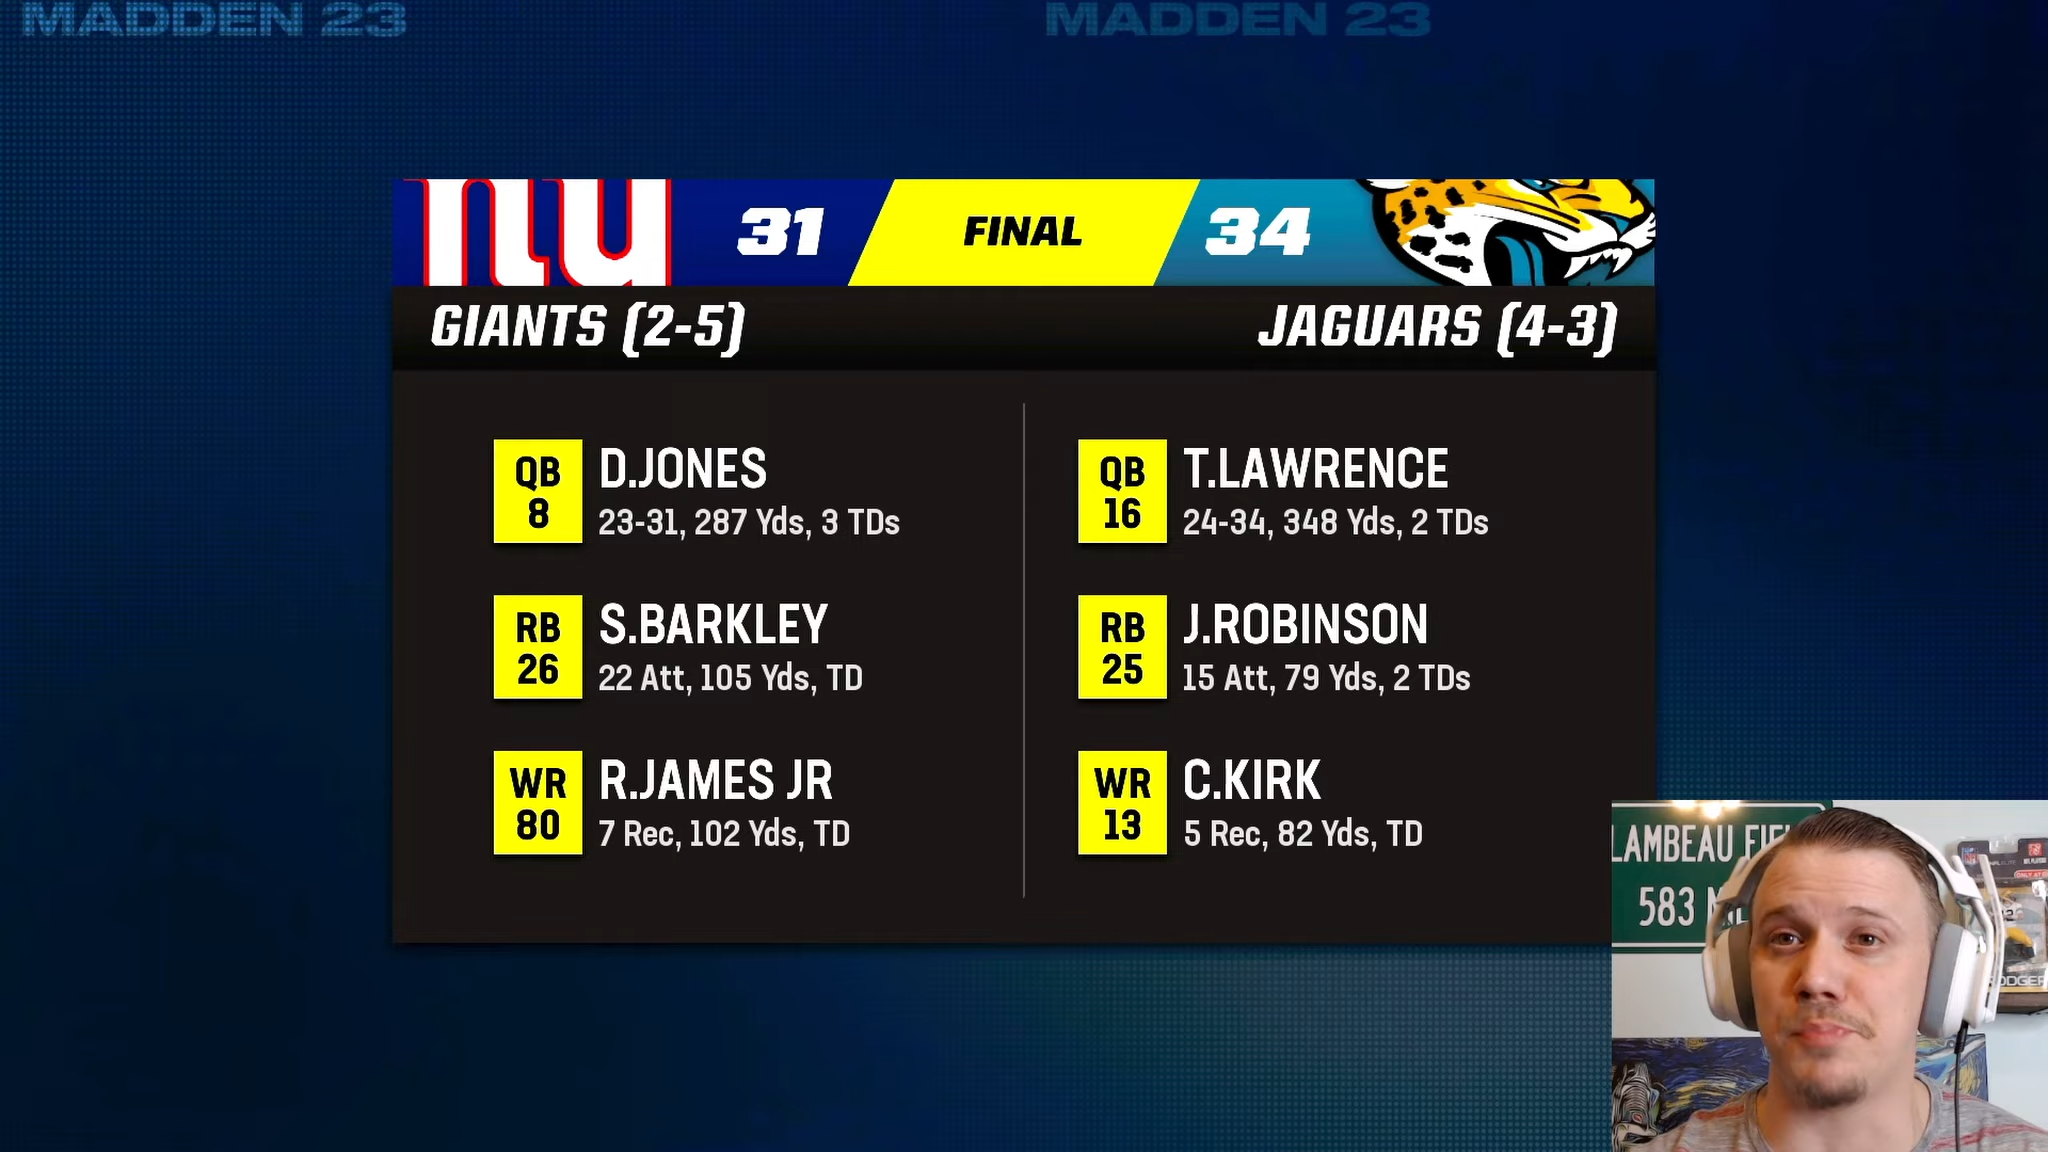 MADDEN 23
MADDEN 23
ny
31
FINAL
34
GIANTS (2-5)
JAGUARS (4-3)
QB
8
D.JONES
23-31, 287 Yds, 3 TDs
RB
26
S.BARKLEY
22 Att, 105 Yds, TD
WR
80
R.JAMES JR
7 Rec, 102 Yds, TD
QB
16
T.LAWRENCE
24-34, 348 Yds, 2 TDs
RB
25
J.ROBINSON
15 Att, 79 Yds, 2 TDs
WR
13
C.KIRK
5 Rec, 82 Yds, TD
LAMBEAU
583